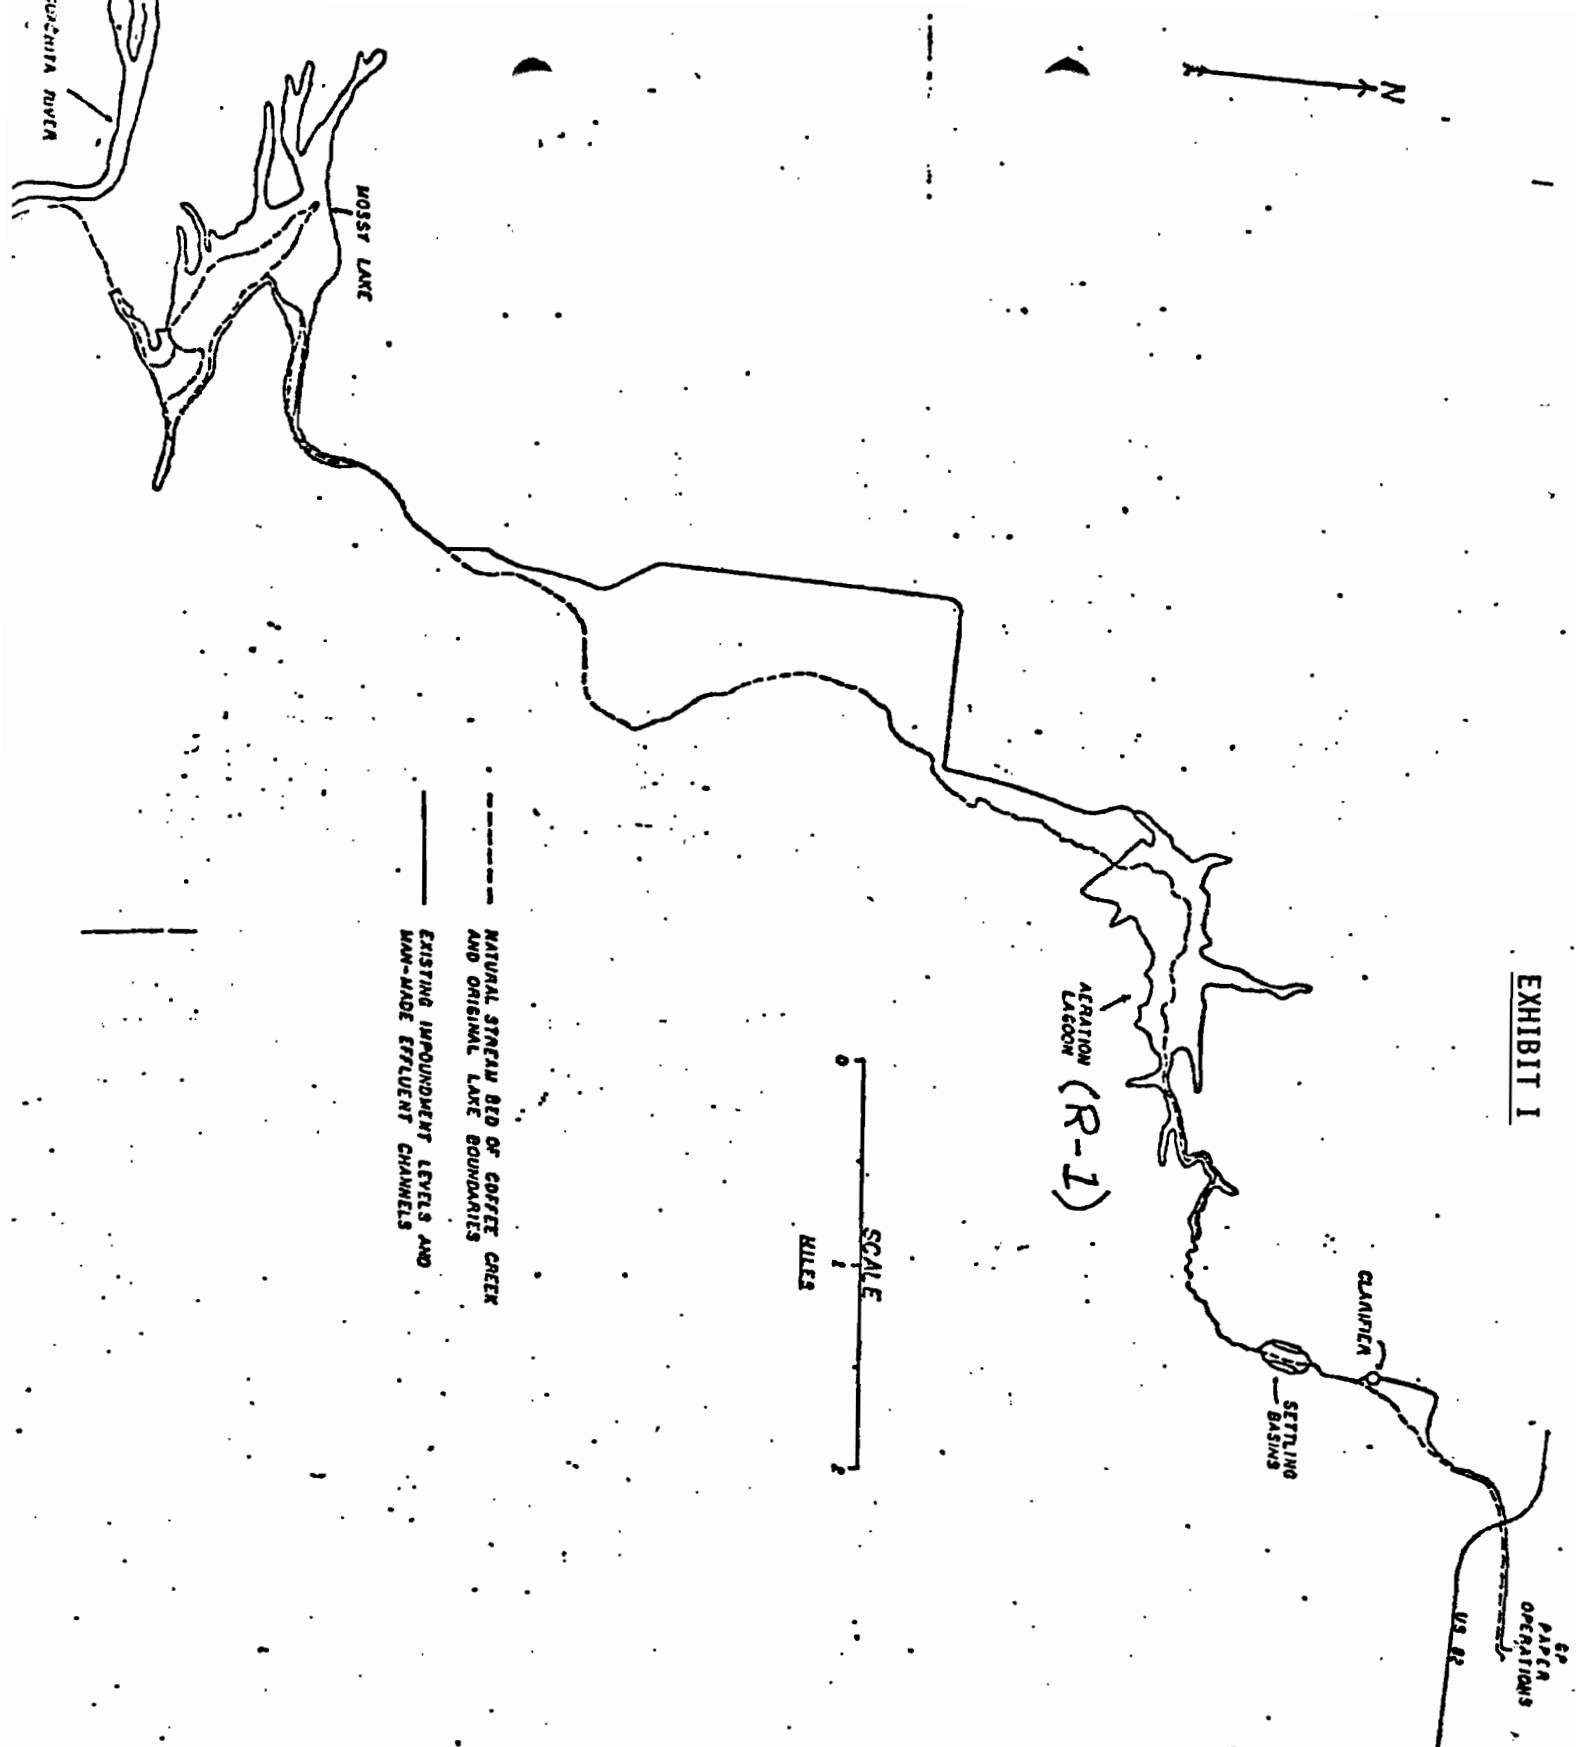 EXHIBIT I
N
GP
PAPER
OPERATIONS
US 82
CLARIFIER
SETTLING
BASINS
AERATION
LAGOON
(R-1)
SCALE
0
1
2
MILES
NATURAL STREAM BED OF COFFEE CREEK
AND ORIGINAL LAKE BOUNDARIES
EXISTING IMPOUNDMENT LEVELS AND
MAN-MADE EFFLUENT CHANNELS
MOSSY LAKE
RIVER